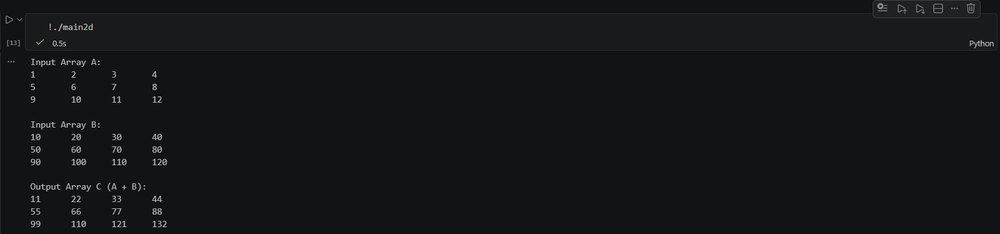 !./main2d
[13]
0.5s
Python
Input Array A:
1 2 3 4
5 6 7 8
9 10 11 12
Input Array B:
10 20 30 40
50 60 70 80
90 100 110 120
Output Array C (A + B):
11 22 33 44
55 66 77 88
99 110 121 132